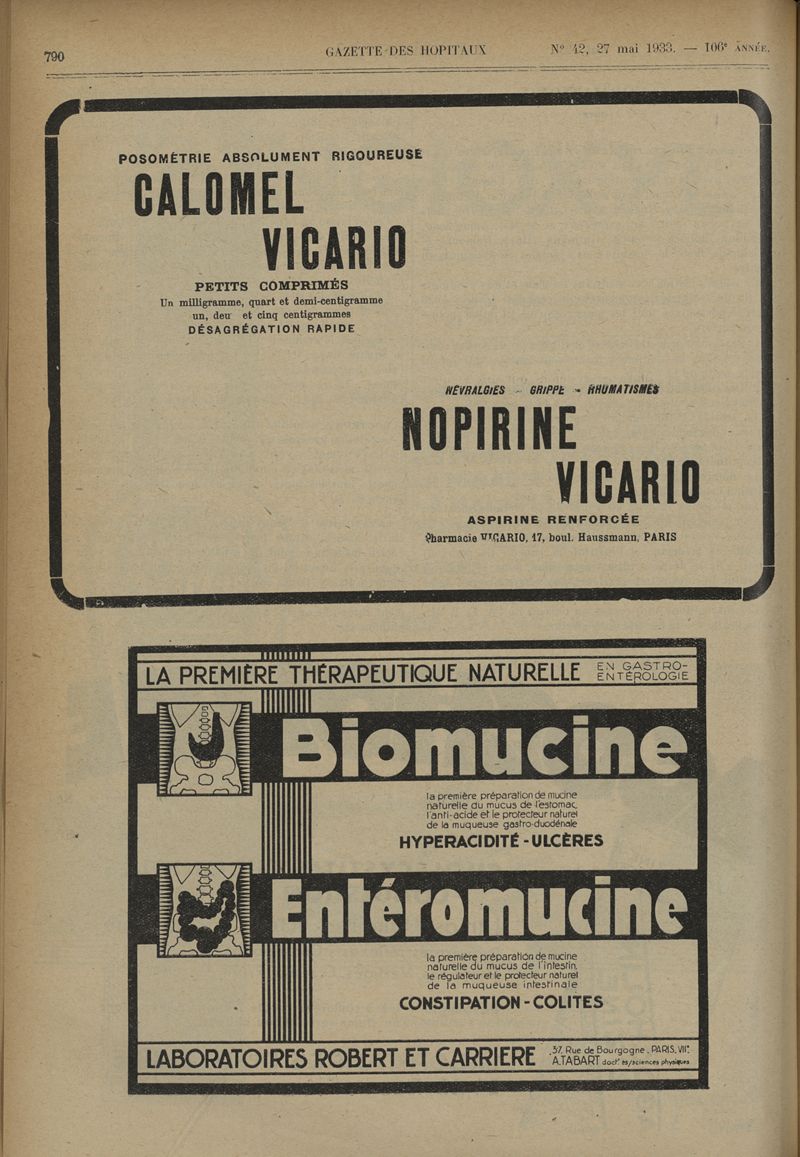 790
GAZETTE DES HOPITAUX
N° 42, 27 mai 1933. — 106e ANNÉE.
POSOMÉTRIE ABSOLUMENT RIGOUREUSE
CALOMEL
VICARIO
PETITS COMPRIMÉS
Un milligramme, quart et demi-centigramme
un, deu et cinq centigrammes
DÉSAGRÉGATION RAPIDE
NÉVRALGIES - GRIPPE - RHUMATISMES
NOPIRINE
VICARIO
ASPIRINE RENFORCÉE
Pharmacie VICARIO, 17, boul. Haussmann, PARIS
LA PREMIÈRE THÉRAPEUTIQUE NATURELLE
EN GASTRO-
ENTÉROLOGIE
Biomucine
la première préparation de mucine
naturelle du mucus de l'estomac,
l'anti-acide et le protecteur naturel
de la muqueuse gastro-duodénale
HYPERACIDITÉ - ULCÈRES
Entéromucine
la première préparation de mucine
naturelle du mucus de l'intestin,
le régulateur et le protecteur naturel
de la muqueuse intestinale
CONSTIPATION - COLITES
LABORATOIRES ROBERT ET CARRIERE
37, Rue de Bourgogne. PARIS. VIIe
A. TABART doctr ès/sciences physiques